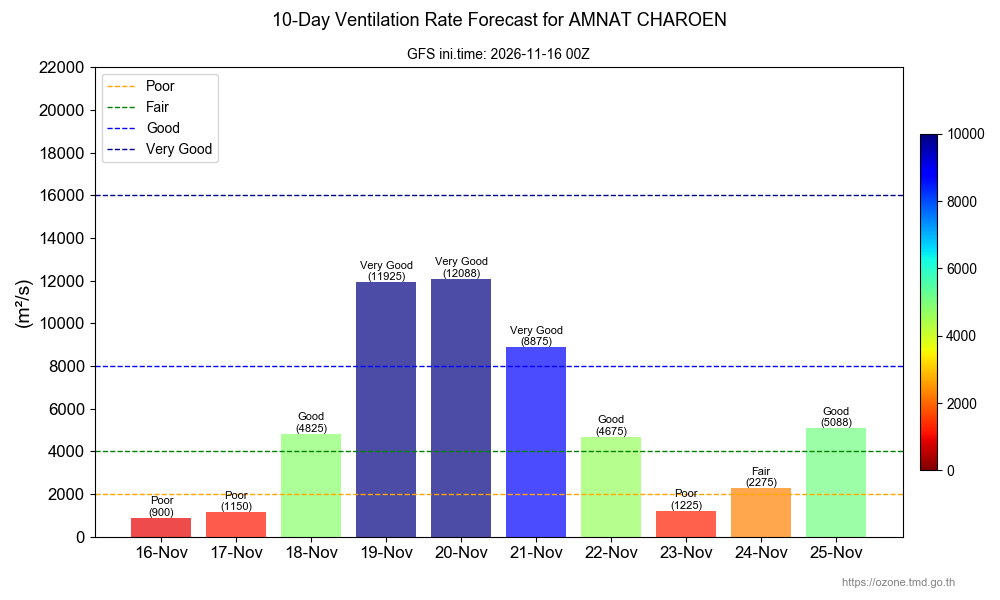 10-Day Ventilation Rate Forecast for AMNAT CHAROEN
GFS ini.time: 2026-11-16 00Z
(m²/s)
22000
20000
18000
16000
14000
12000
10000
8000
6000
4000
2000
0
Poor
Fair
Good
Very Good
Poor
(900)
Poor
(1150)
Good
(4825)
Very Good
(11925)
Very Good
(12088)
Very Good
(8875)
Good
(4675)
Poor
(1225)
Fair
(2275)
Good
(5088)
16-Nov
17-Nov
18-Nov
19-Nov
20-Nov
21-Nov
22-Nov
23-Nov
24-Nov
25-Nov
10000
8000
6000
4000
2000
0
https://ozone.tmd.go.th